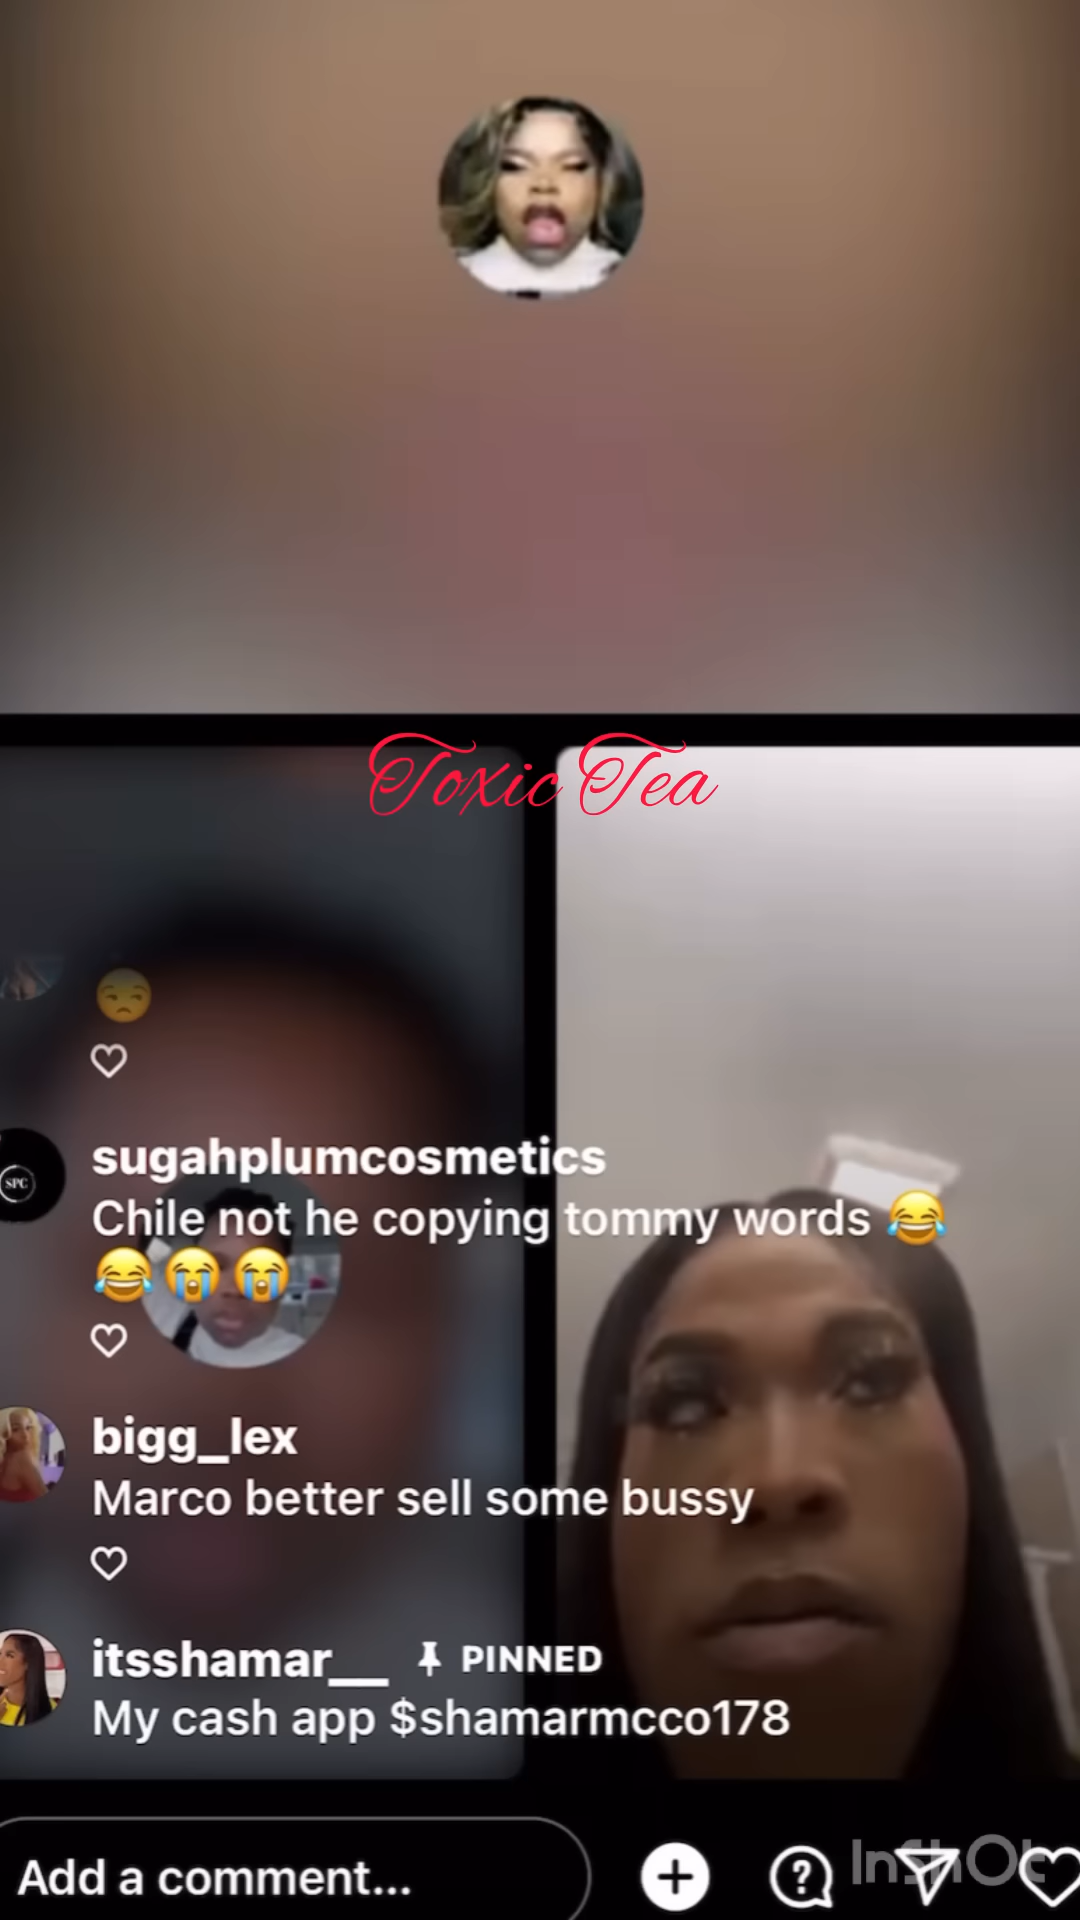 Toxic Tea
😒
sugahplumcosmetics
SPC
Chile not he copying tommy words 😂
😂😭😭
bigg_lex
Marco better sell some bussy
itsshamar__ PINNED
My cash app $shamarmcco178
Add a comment...
InShOt